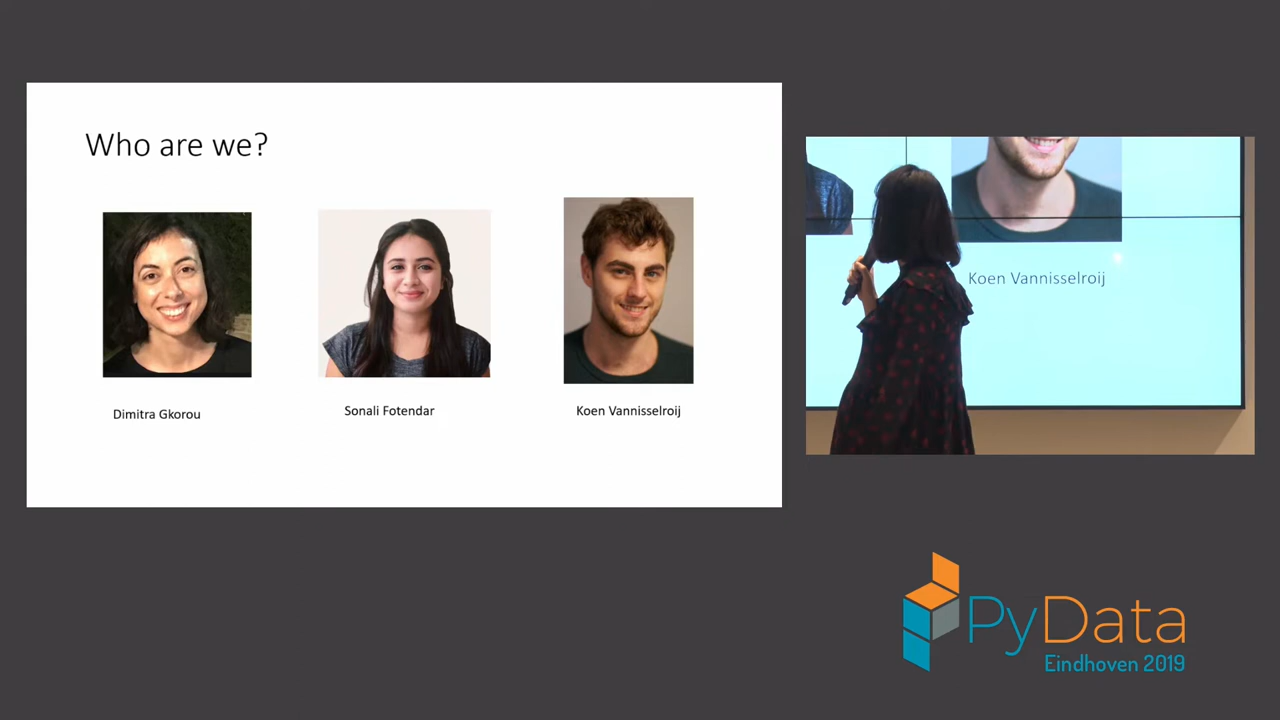 Who are we?
Dimitra Gkorou
Sonali Fotendar
Koen Vannisselroij
Koen Vannisselroij
PyData
Eindhoven 2019